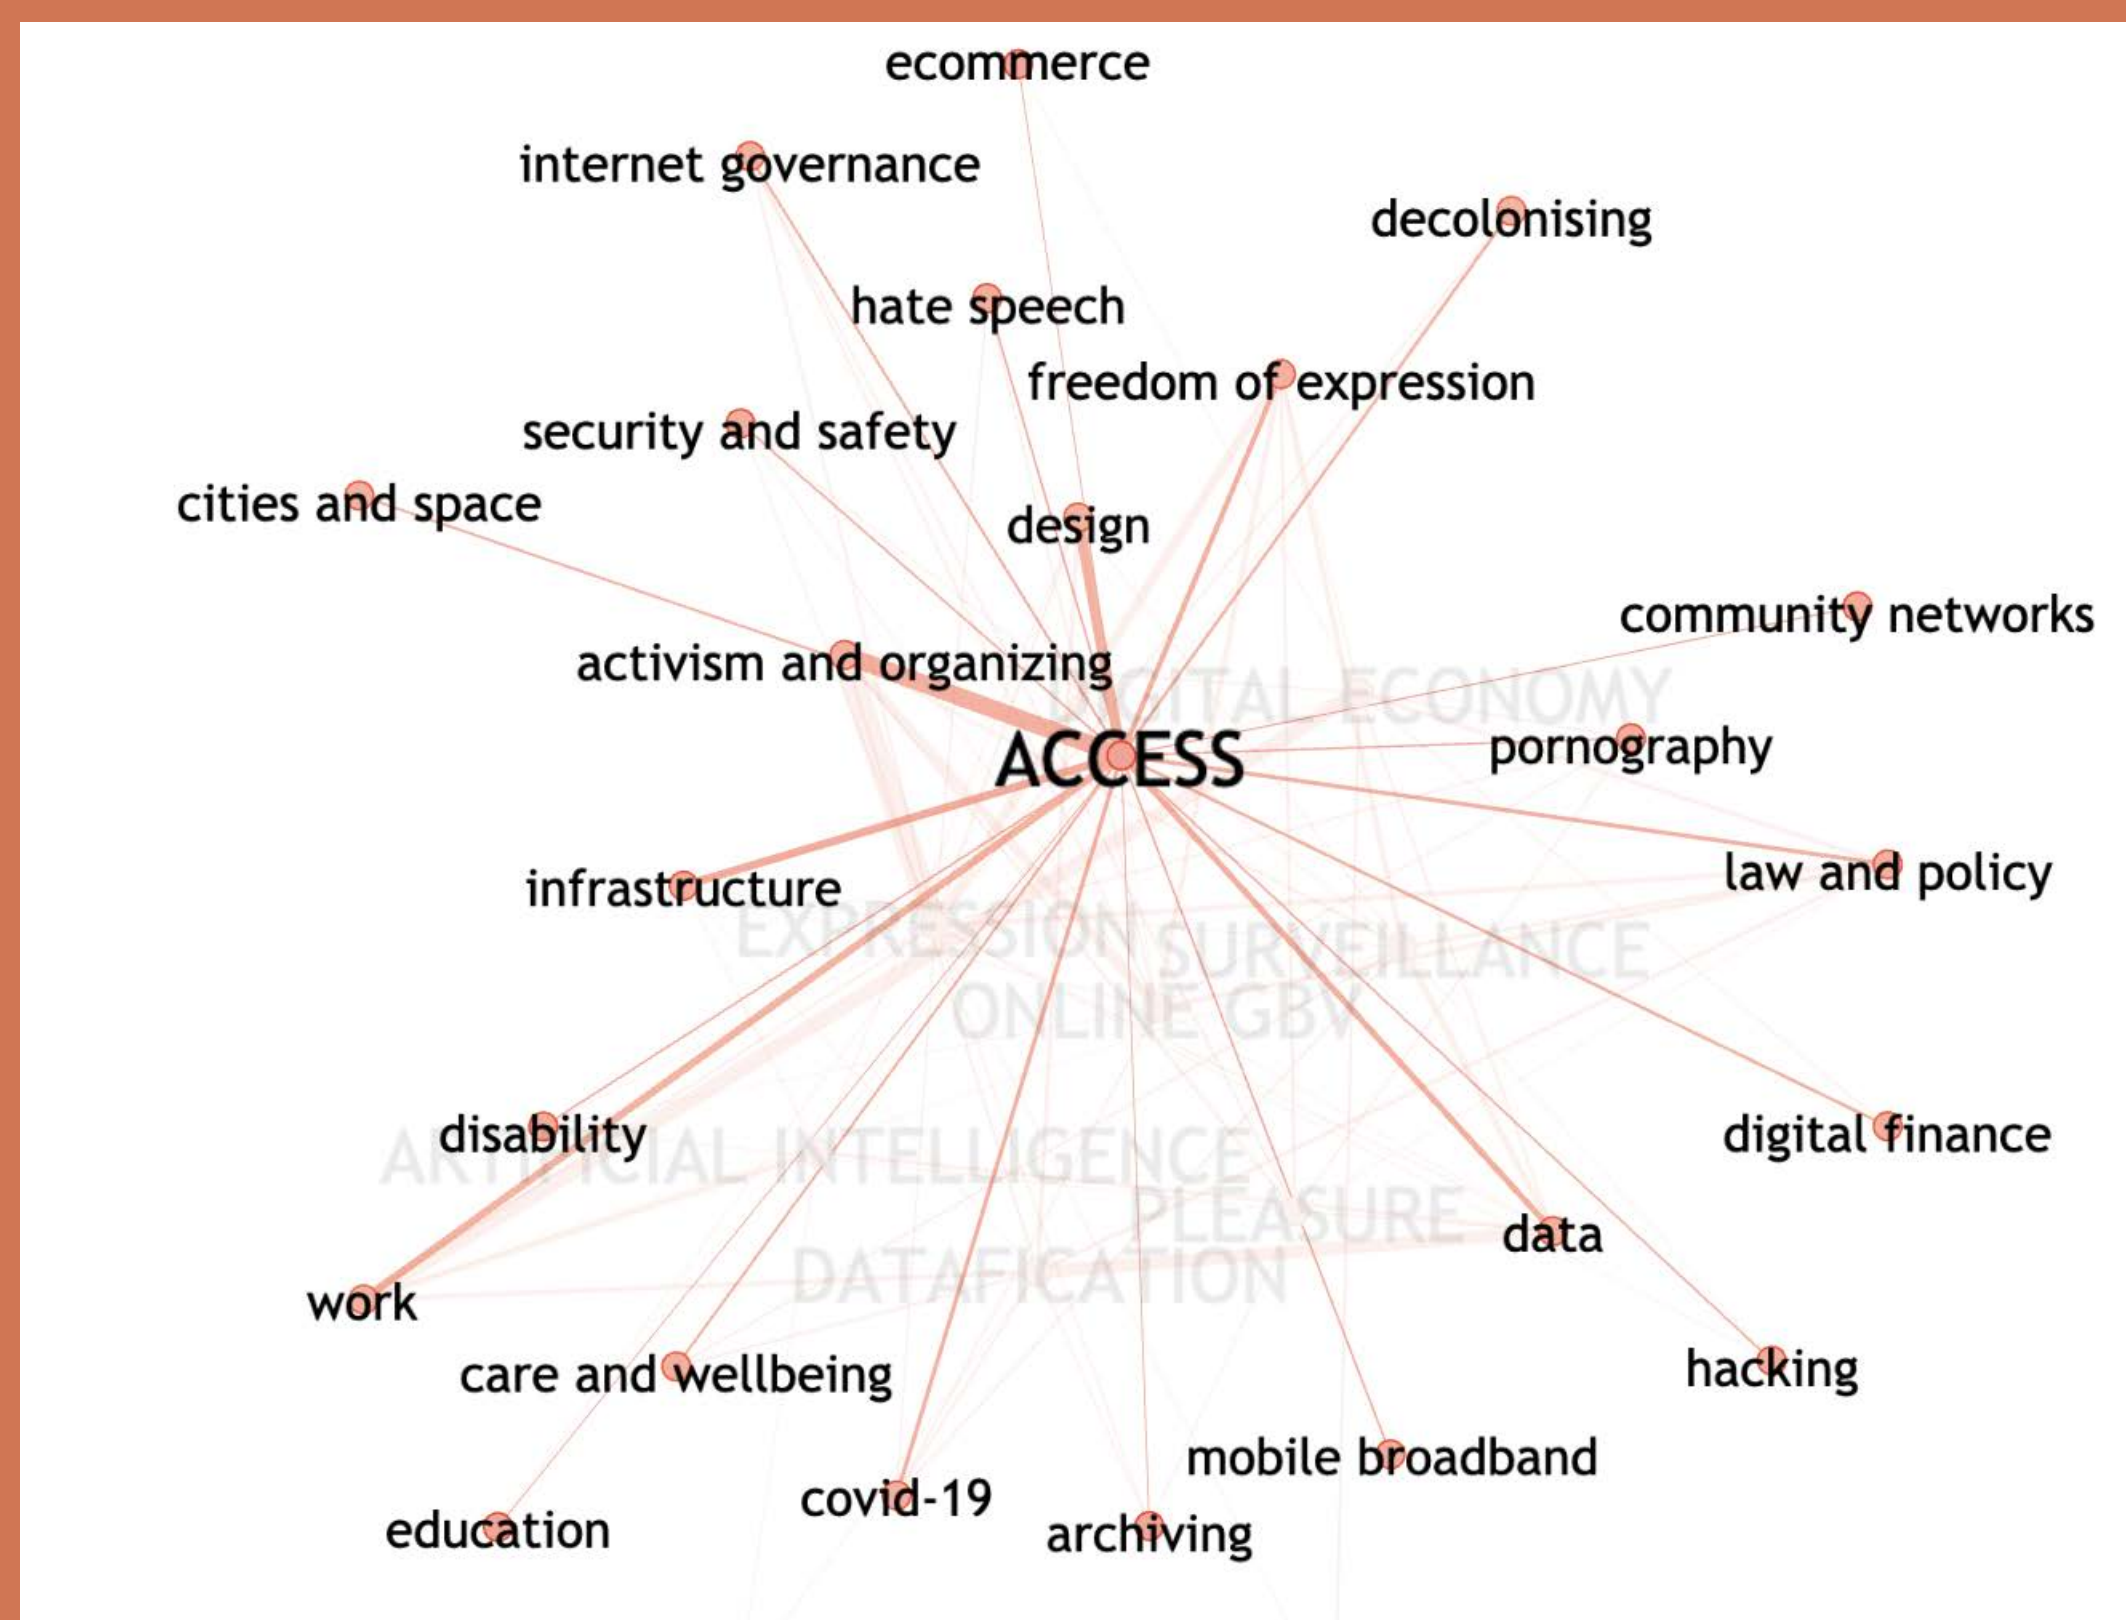 ecommerce
internet governance
decolonising
hate speech
freedom of expression
security and safety
cities and space
design
community networks
activism and organizing
DIGITAL ECONOMY
pornography
ACCESS
law and policy
infrastructure
EXPRESSION
SURVEILLANCE
ONLINE GBV
disability
digital finance
ARTIFICIAL INTELLIGENCE
PLEASURE
data
DATAFICATION
work
hacking
care and wellbeing
mobile broadband
covid-19
education
archiving